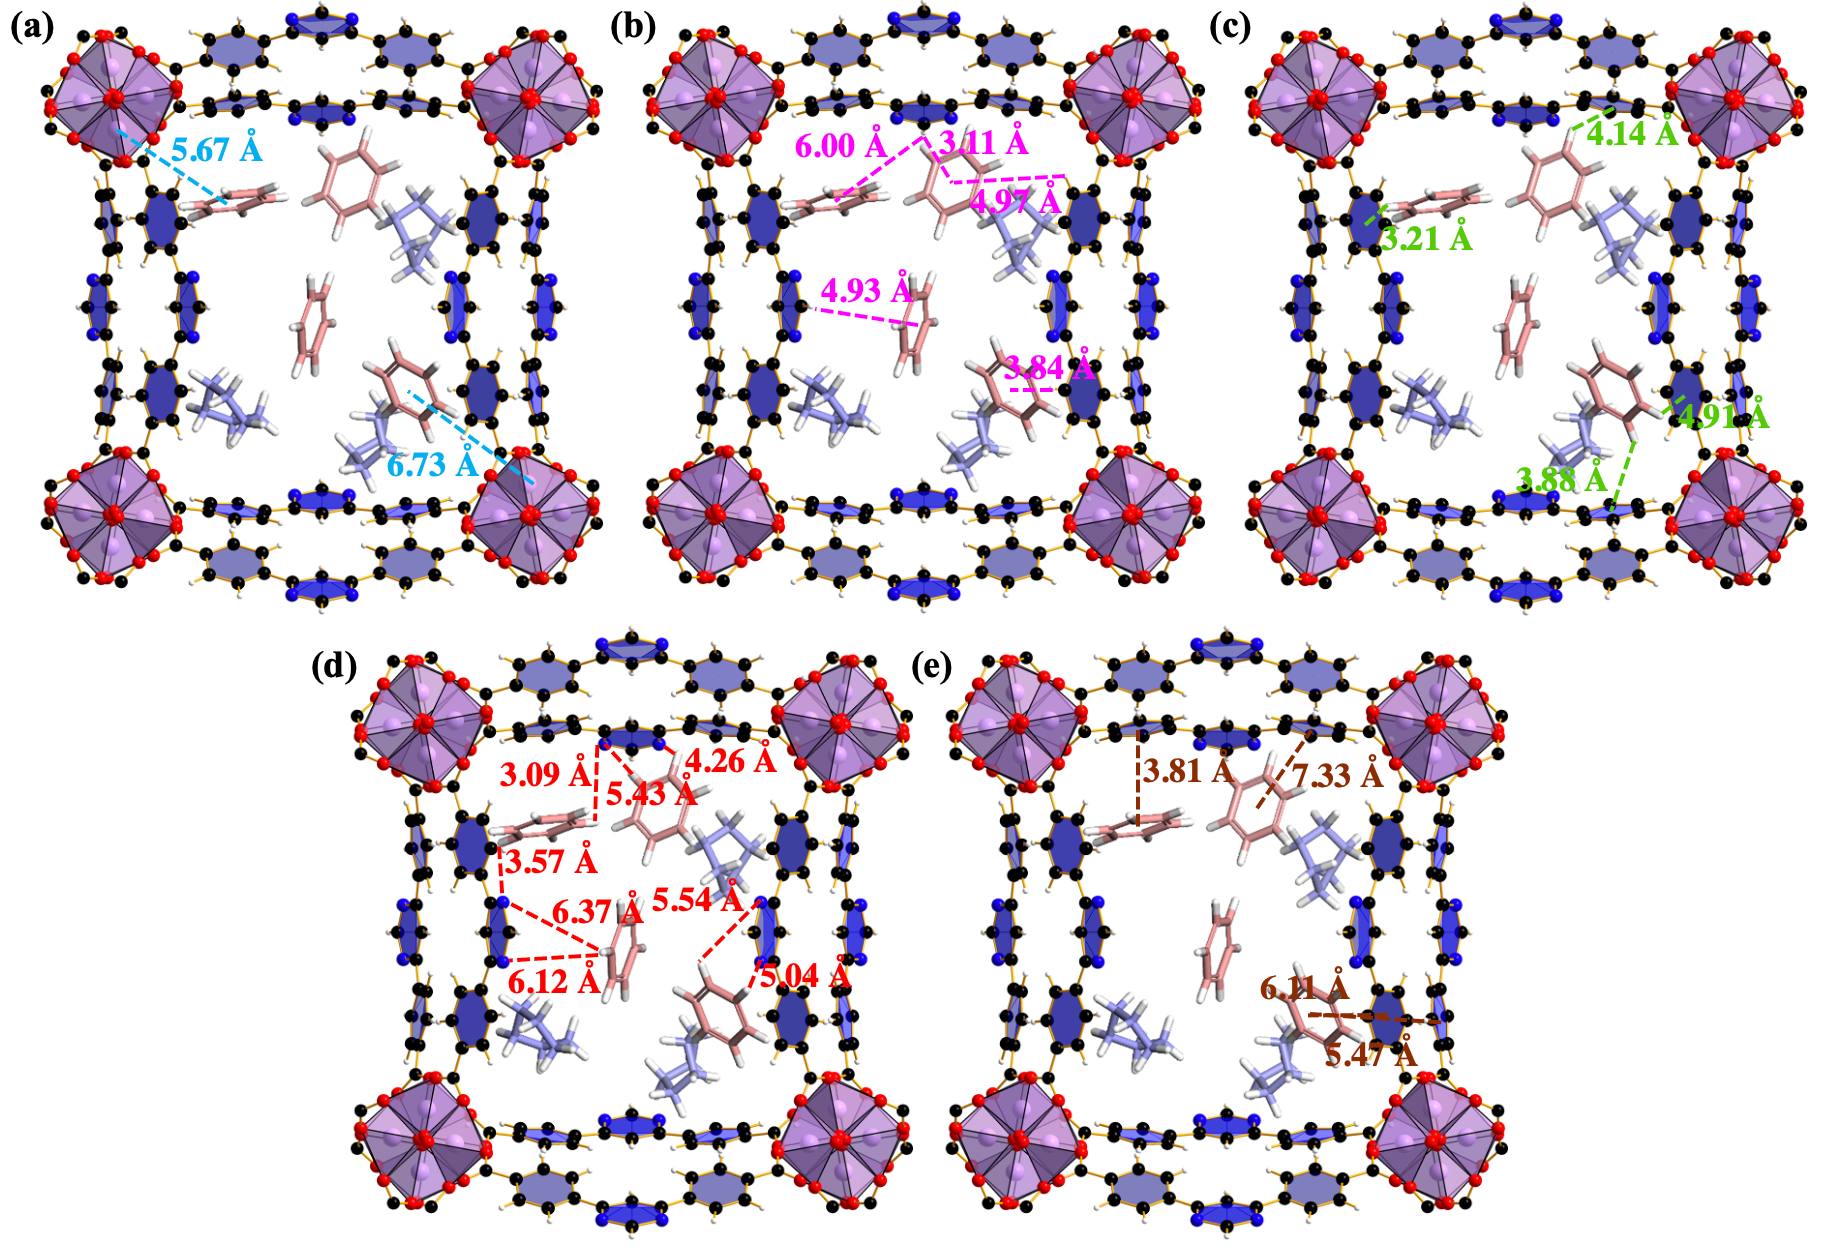 (a)
5.67 Å
6.73 Å
(b)
6.00 Å
3.11 Å
4.97 Å
4.93 Å
3.84 Å
(c)
4.14 Å
3.21 Å
4.91 Å
3.88 Å
(d)
3.09 Å
4.26 Å
5.43 Å
3.57 Å
5.54 Å
6.37 Å
6.12 Å
5.04 Å
(e)
3.81 Å
7.33 Å
6.11 Å
5.47 Å